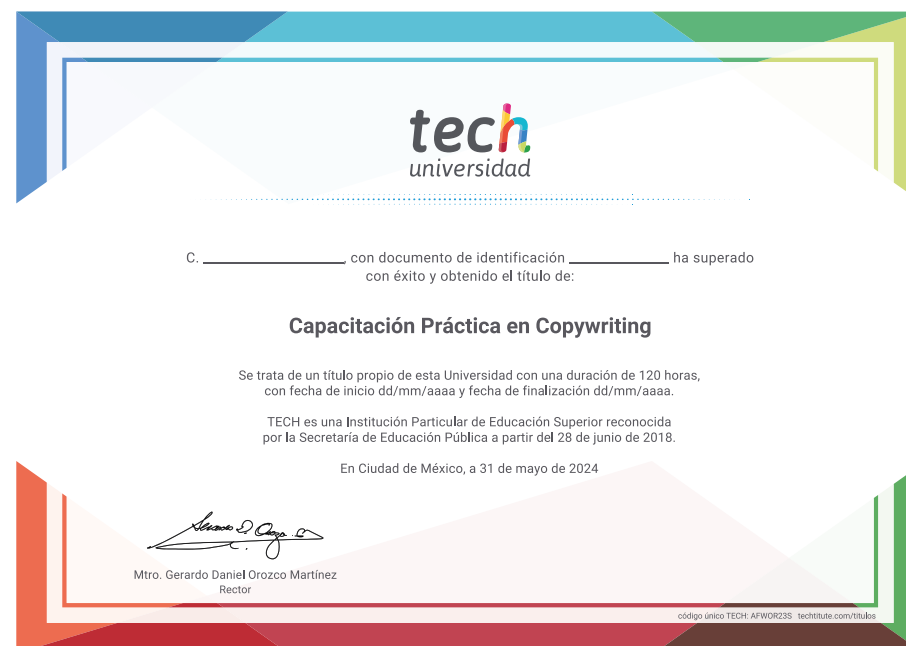 tech
universidad
C. ____________, con documento de identificación ____________ ha superado
con éxito y obtenido el título de:
Capacitación Práctica en Copywriting
Se trata de un título propio de esta Universidad con una duración de 120 horas,
con fecha de inicio dd/mm/aaaa y fecha de finalización dd/mm/aaaa.
TECH es una Institución Particular de Educación Superior reconocida
por la Secretaría de Educación Pública a partir del 28 de junio de 2018.
En Ciudad de México, a 31 de mayo de 2024
Mtro. Gerardo Daniel Orozco Martínez
Rector
código único TECH: AFWOR23S techtitute.com/titulos